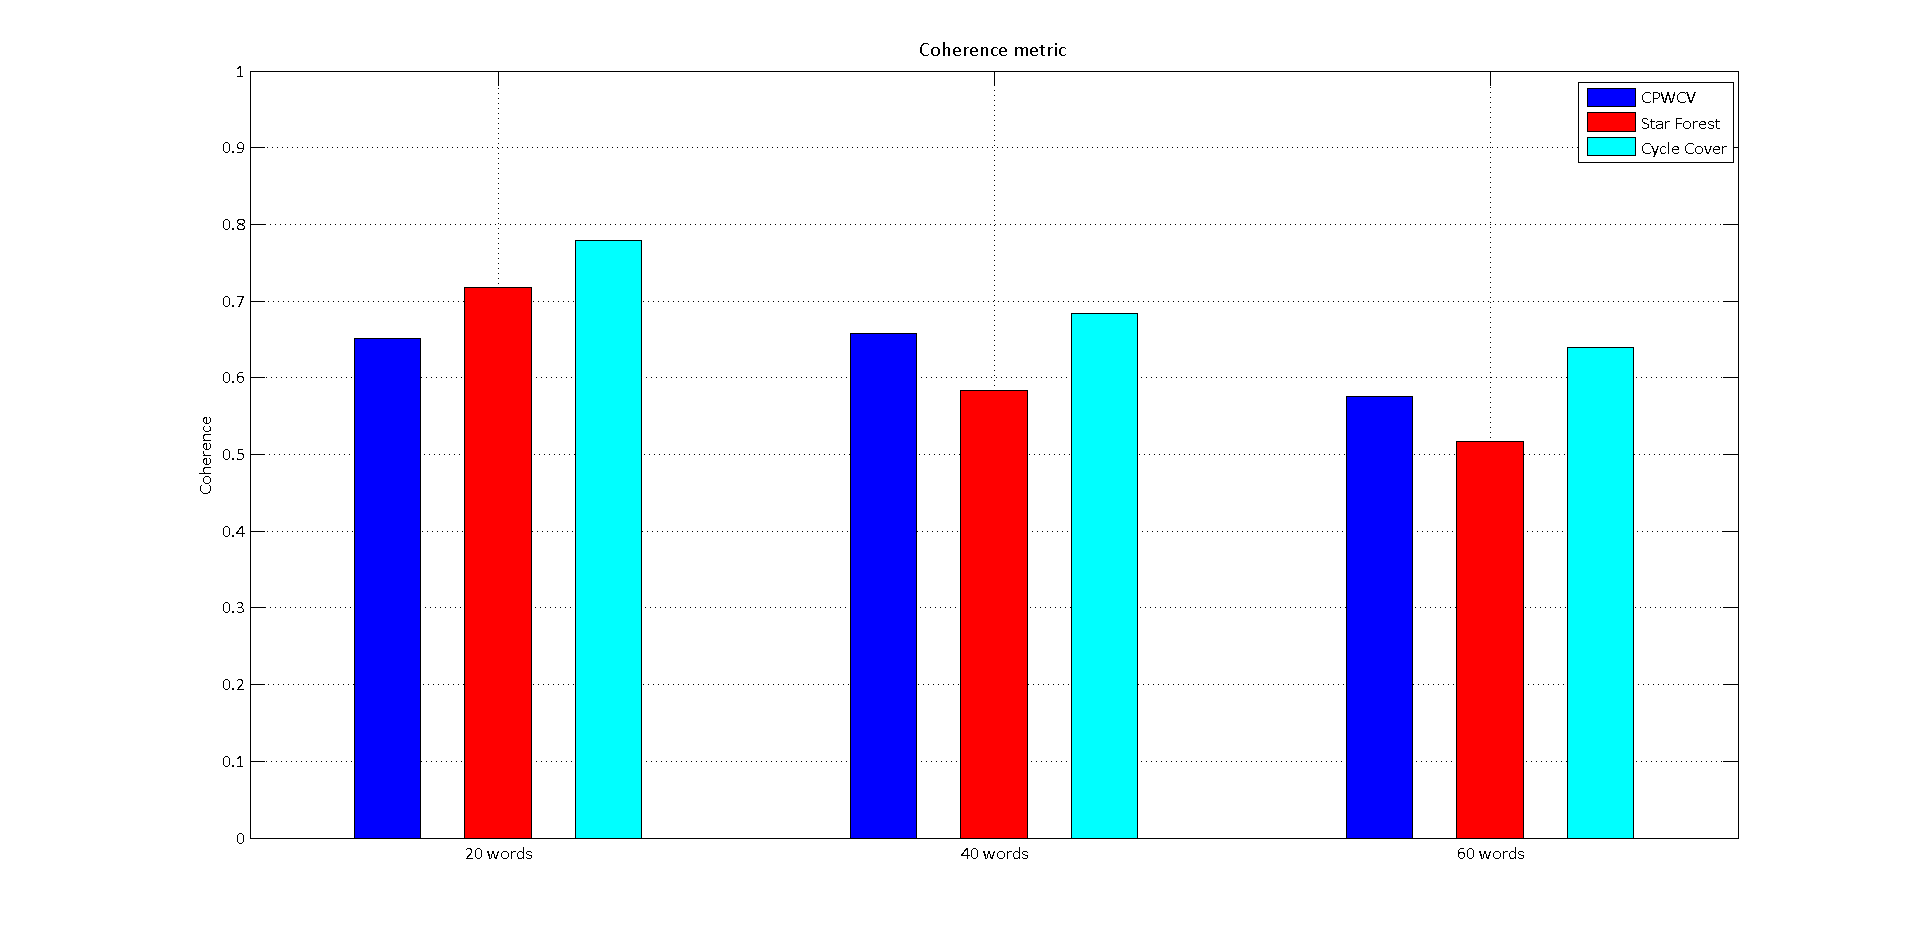 Coherence metric
1
0.9
0.8
0.7
0.6
0.5
0.4
0.3
0.2
0.1
0
Coherence
CPWCV
Star Forest
Cycle Cover
20 words
40 words
60 words